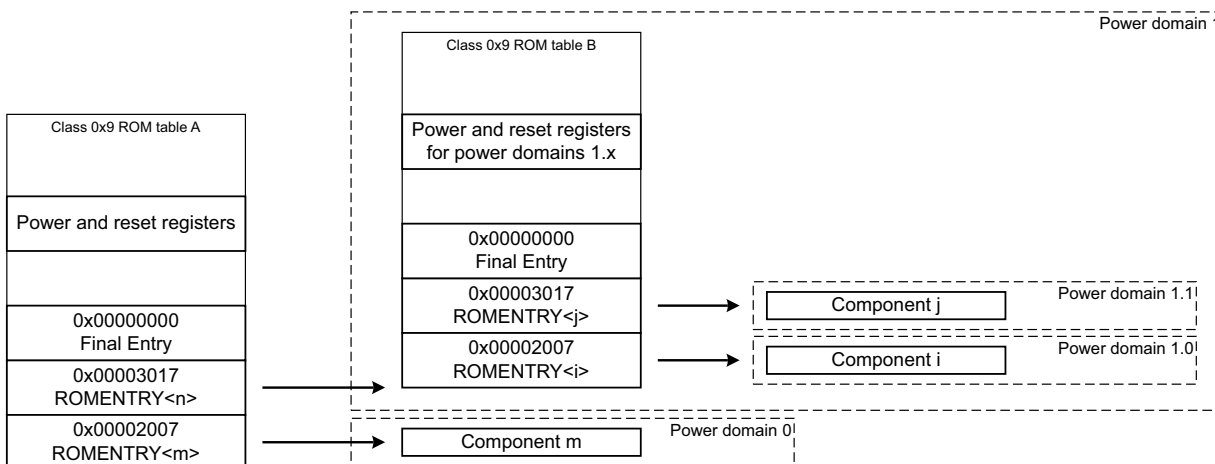 Power domain 1
Class 0x9 ROM table B
Power and reset registers
for power domains 1.x
0x00000000
Final Entry
0x00003017
ROMENTRY<j>
0x00002007
ROMENTRY<i>
Component j
Power domain 1.1
Component i
Power domain 1.0
Class 0x9 ROM table A
Power and reset registers
0x00000000
Final Entry
0x00003017
ROMENTRY<n>
0x00002007
ROMENTRY<m>
Component m
Power domain 0